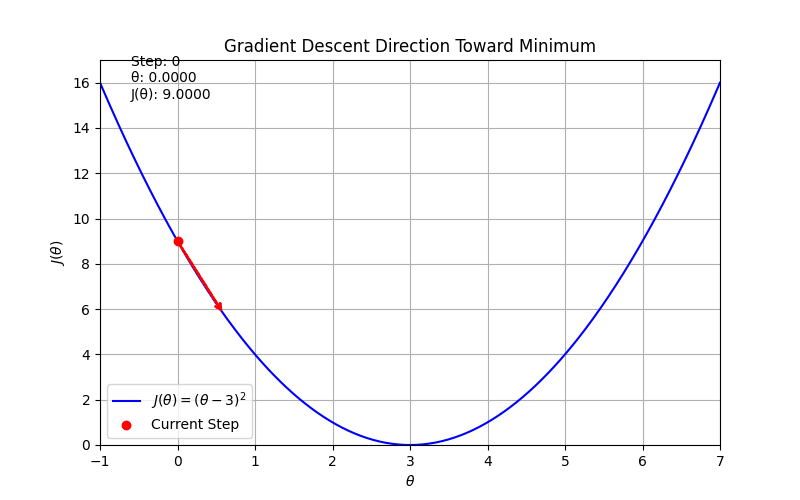 Gradient Descent Direction Toward Minimum
Step: 0
θ: 0.0000
J(θ): 9.0000
16
14
12
10
8
6
4
2
0
J(θ)
J(θ) = (θ − 3)²
Current Step
−1 0 1 2 3 4 5 6 7
θ